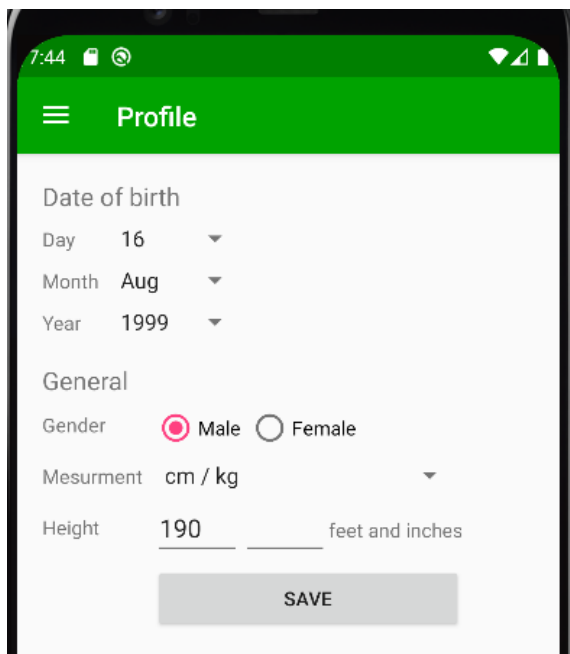 7:44
Profile
Date of birth
Day 16
Month Aug
Year 1999
General
Gender Male Female
Mesurment cm / kg
Height 190 feet and inches
SAVE